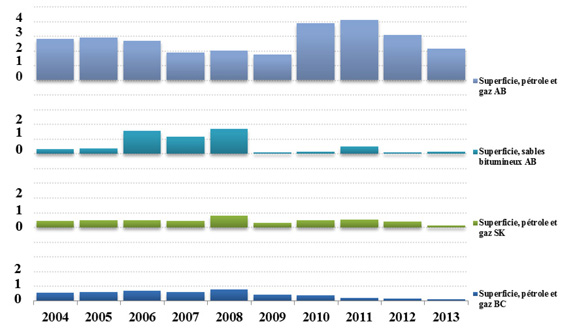 4
3
2
1
0
Superficie, pétrole et
gaz AB
2
1
0
Superficie, sables
bitumineux AB
2
1
0
Superficie, pétrole et
gaz SK
2
1
0
Superficie, pétrole et
gaz BC
2004 2005 2006 2007 2008 2009 2010 2011 2012 2013